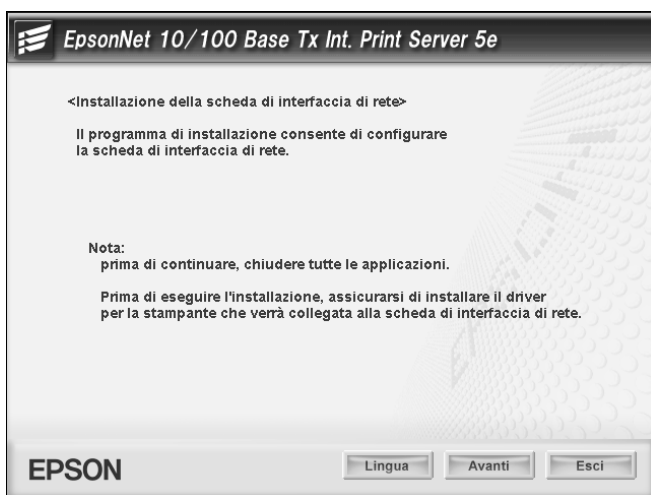 EpsonNet 10/100 Base Tx Int. Print Server 5e
<Installazione della scheda di interfaccia di rete>
Il programma di installazione consente di configurare
la scheda di interfaccia di rete.
Nota:
prima di continuare, chiudere tutte le applicazioni.
Prima di eseguire l'installazione, assicurarsi di installare il driver
per la stampante che verrà collegata alla scheda di interfaccia di rete.
EPSON
Lingua
Avanti
Esci